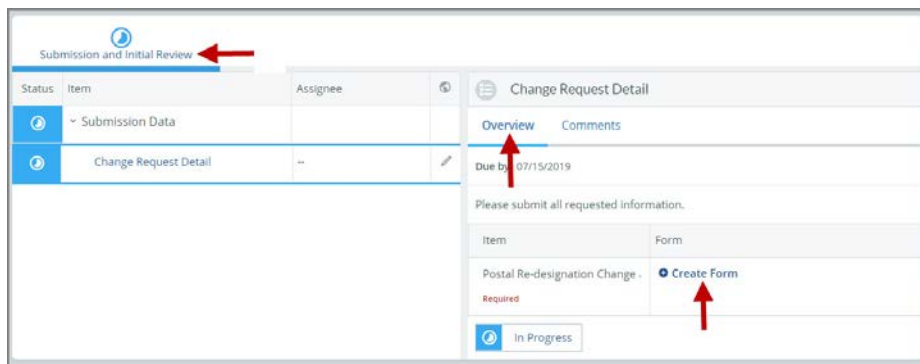 Submission and Initial Review
Status Item Assignee
Submission Data
Change Request Detail --
Change Request Detail
Overview Comments
Due by 07/15/2019
Please submit all requested information.
Item Form
Postal Re-designation Change . Create Form
Required
In Progress